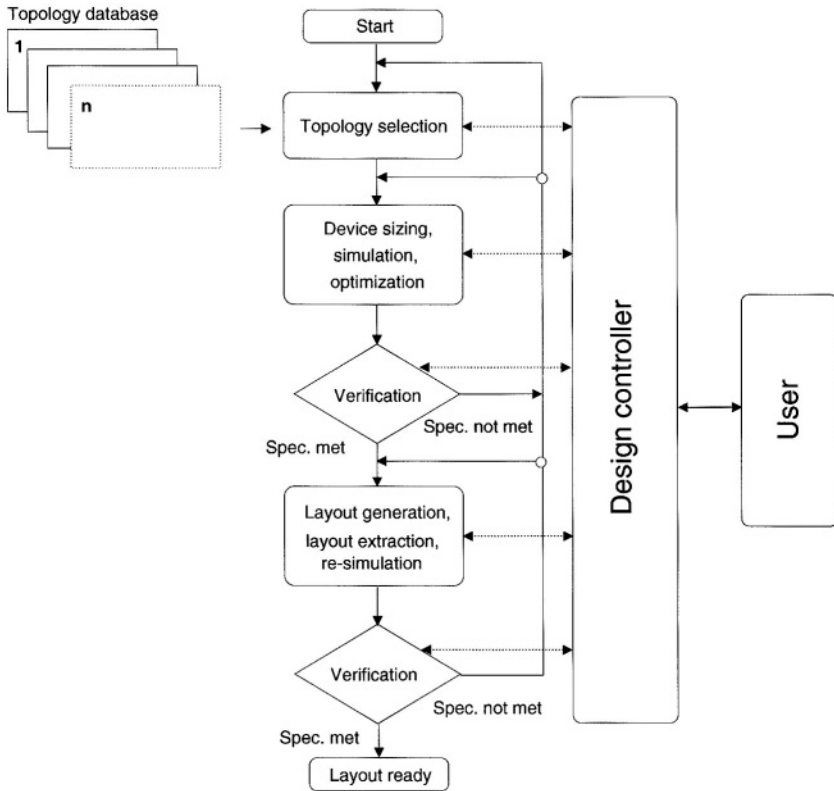 Topology database
1
n
Start
Topology selection
Device sizing,
simulation,
optimization
Verification
Spec. not met
Spec. met
Layout generation,
layout extraction,
re-simulation
Verification
Spec. not met
Spec. met
Layout ready
Design controller
User